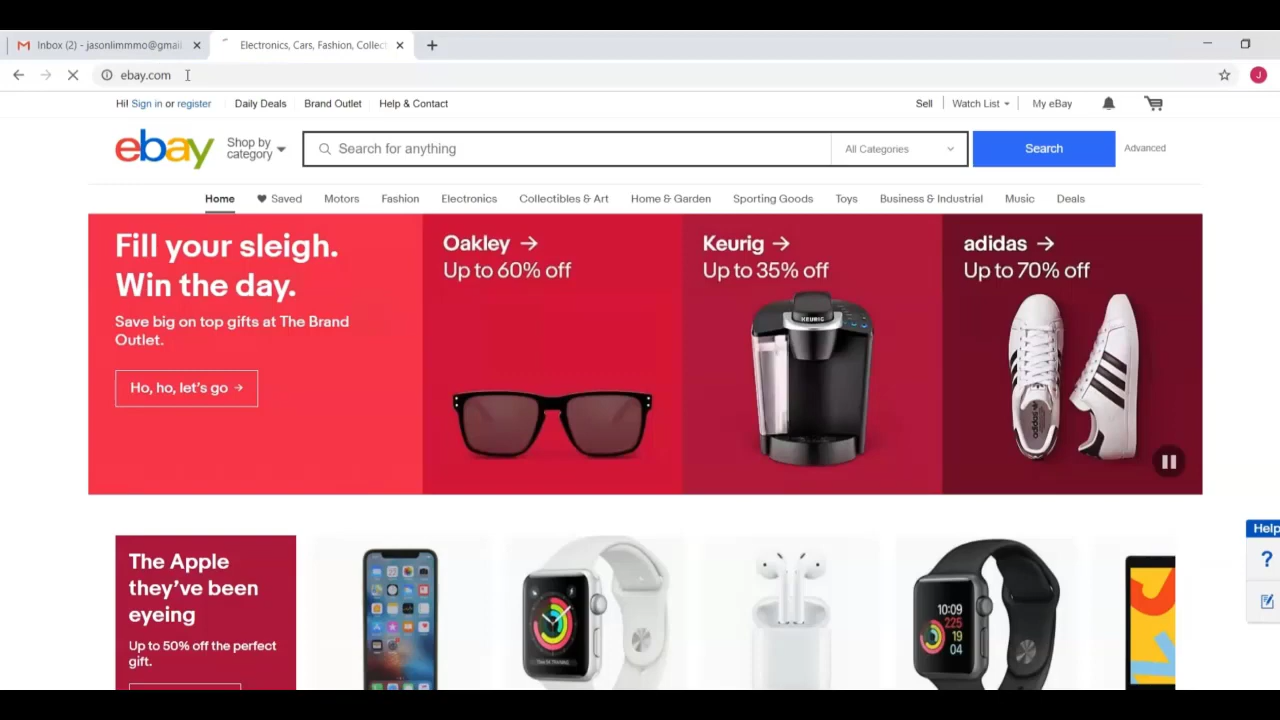 Inbox (2) - jasonlimmmo@gmail
Electronics, Cars, Fashion, Collect
ebay.com
J
Hi! Sign in or register
Daily Deals
Brand Outlet
Help & Contact
Sell
Watch List
My eBay
ebay
Shop by
category
Search for anything
All Categories
Search
Advanced
Home
Saved
Motors
Fashion
Electronics
Collectibles & Art
Home & Garden
Sporting Goods
Toys
Business & Industrial
Music
Deals
Fill your sleigh.
Win the day.
Save big on top gifts at The Brand
Outlet.
Ho, ho, let's go →
Oakley →
Up to 60% off
Keurig →
Up to 35% off
KEURIG
adidas →
Up to 70% off
adidas
Help
?
The Apple
they've been
eyeing
Up to 50% off the perfect
gift.
10:09
225
19
04